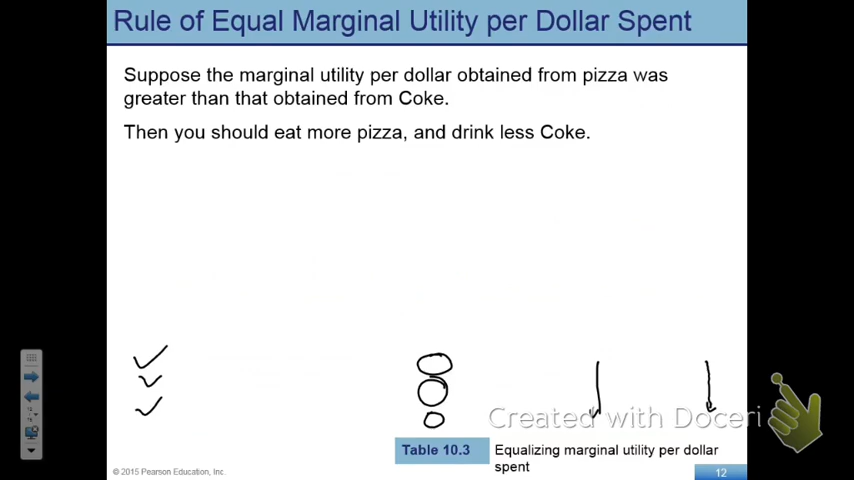 Rule of Equal Marginal Utility per Dollar Spent
Suppose the marginal utility per dollar obtained from pizza was
greater than that obtained from Coke.
Then you should eat more pizza, and drink less Coke.
Created with Doceri
Table 10.3
Equalizing marginal utility per dollar
spent
© 2015 Pearson Education, Inc.
12